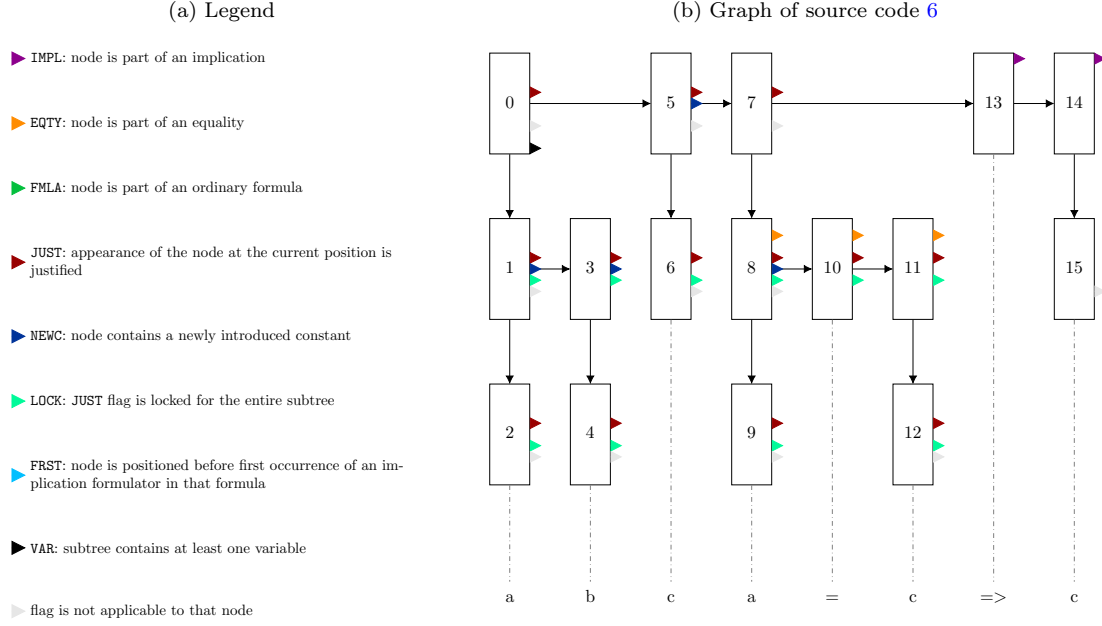 (a) Legend
(b) Graph of source code 6
IMPL: node is part of an implication
EQTY: node is part of an equality
FMLA: node is part of an ordinary formula
JUST: appearance of the node at the current position is
justified
NEWC: node contains a newly introduced constant
LOCK: JUST flag is locked for the entire subtree
FRST: node is positioned before first occurrence of an im-
plication formulator in that formula
VAR: subtree contains at least one variable
flag is not applicable to that node
0 5 7 13 14
1 3 6 8 10 11 15
2 4 9 12
a b c a = c => c